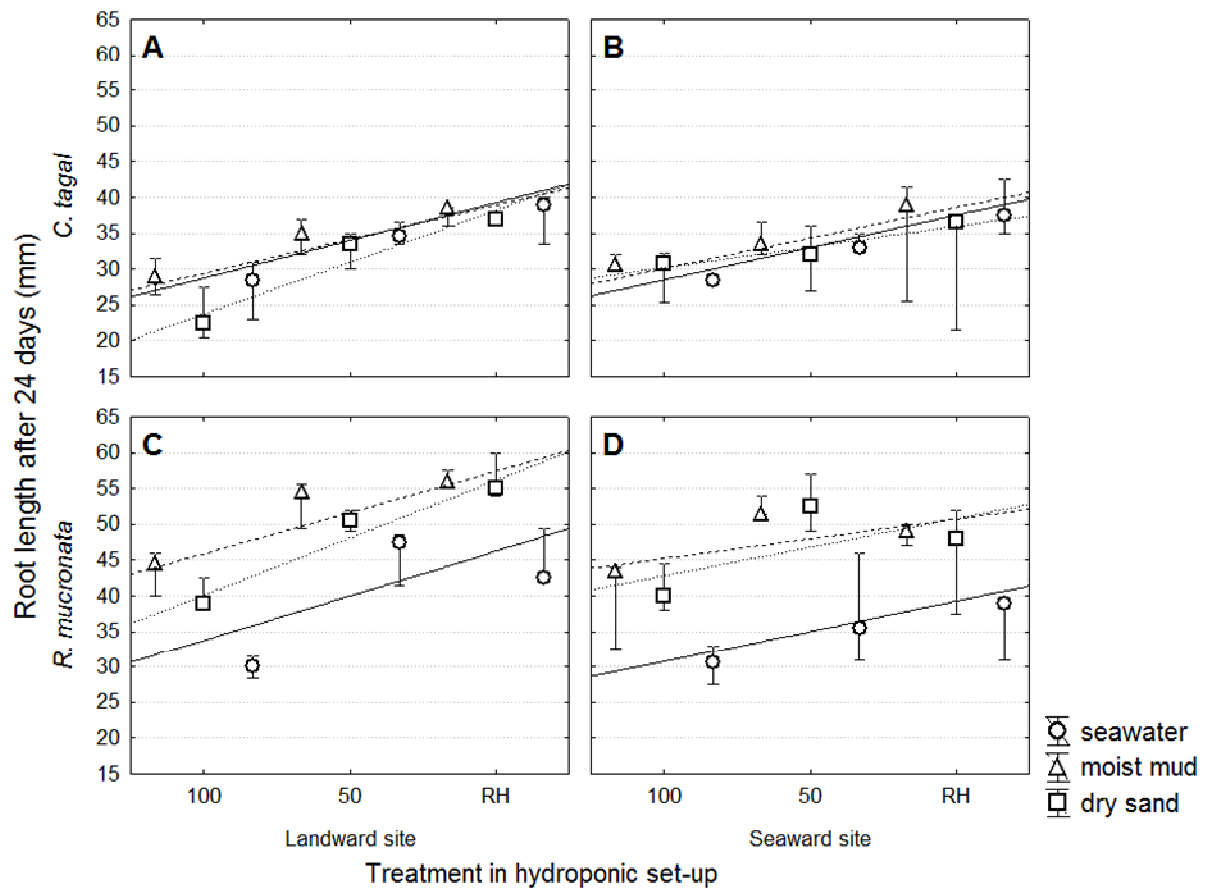 Root length after 24 days (mm)
C. tagal
R. mucronata
A
65
60
55
50
45
40
35
30
25
20
15
B
C
65
60
55
50
45
40
35
30
25
20
15
D
100 50 RH
100 50 RH
Landward site
Seaward site
Treatment in hydroponic set-up
seawater
moist mud
dry sand